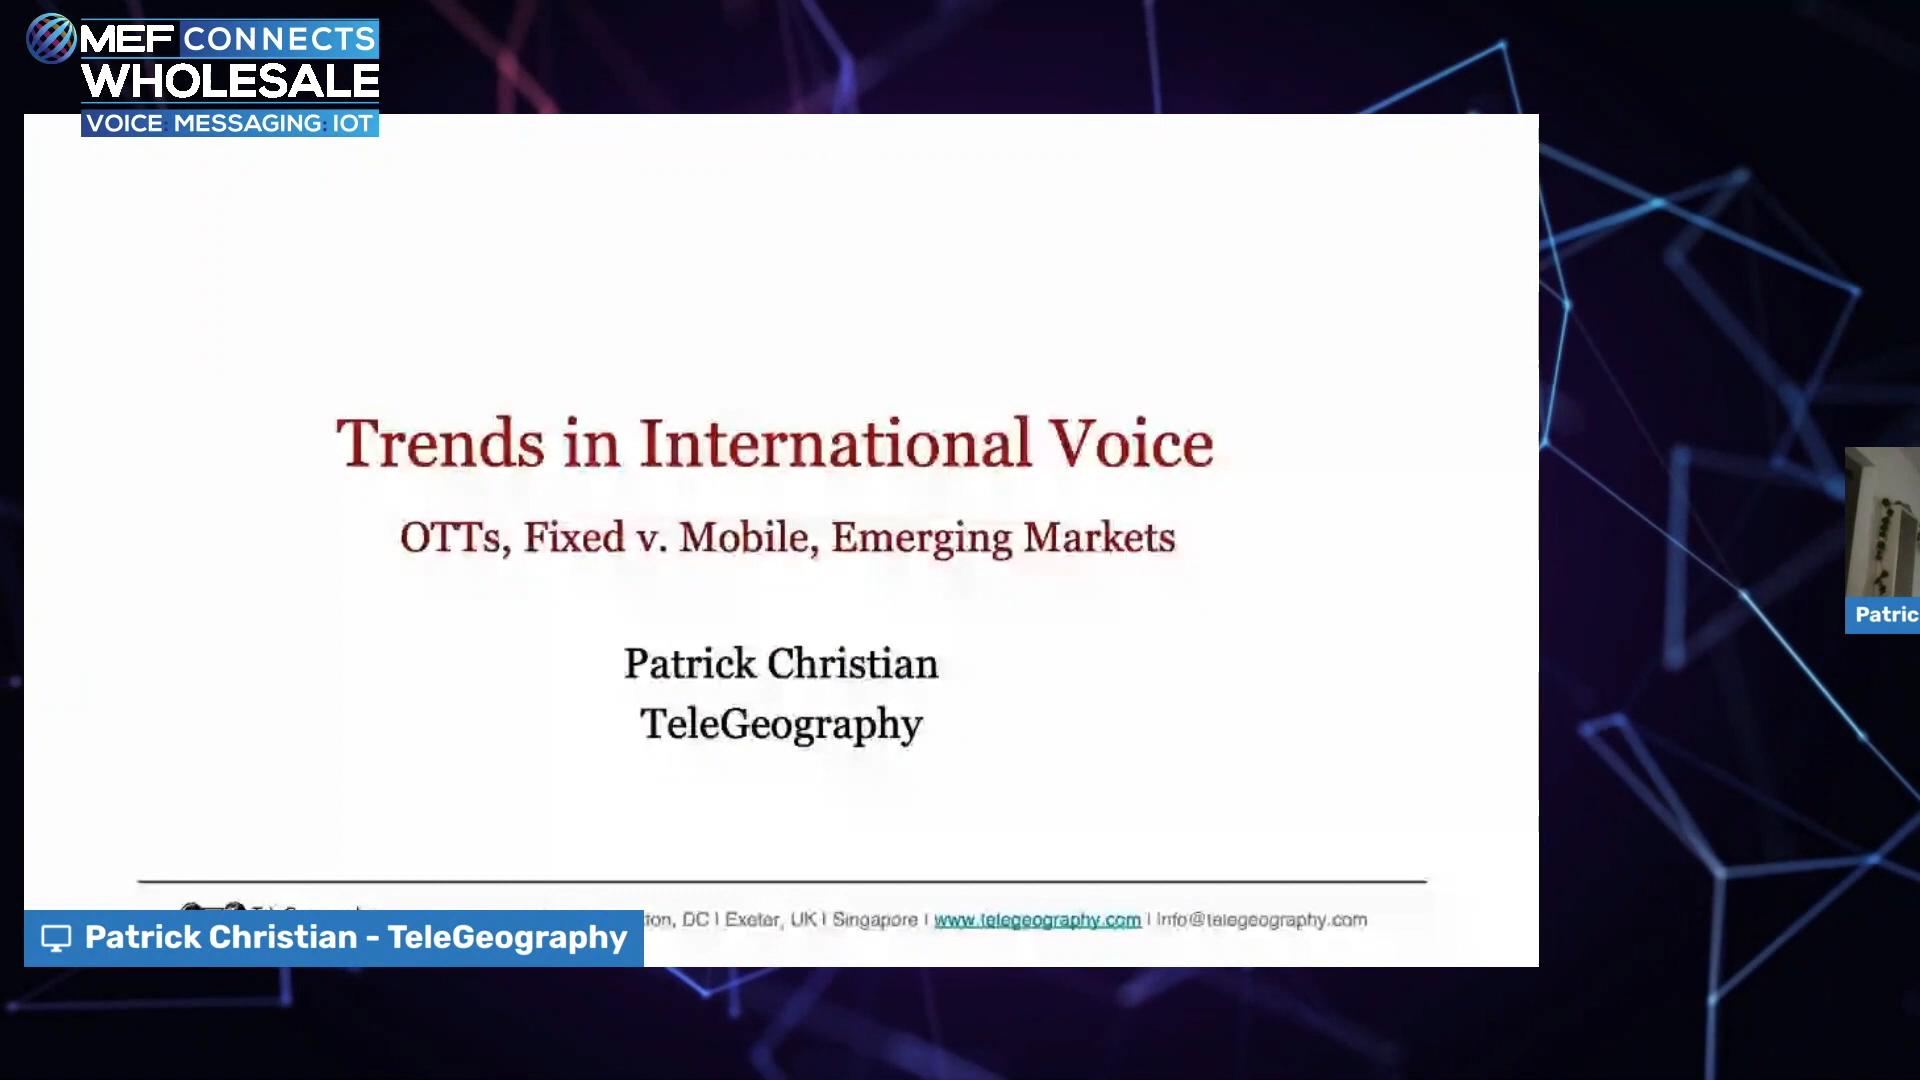 MEF CONNECTS
WHOLESALE
VOICE: MESSAGING: IOT
Trends in International Voice
OTTs, Fixed v. Mobile, Emerging Markets
Patrick Christian
TeleGeography
DC I Exeter, UK I Singapore I www.telegeography.com I info@telegeography.com
Patrick Christian - TeleGeography
Patric